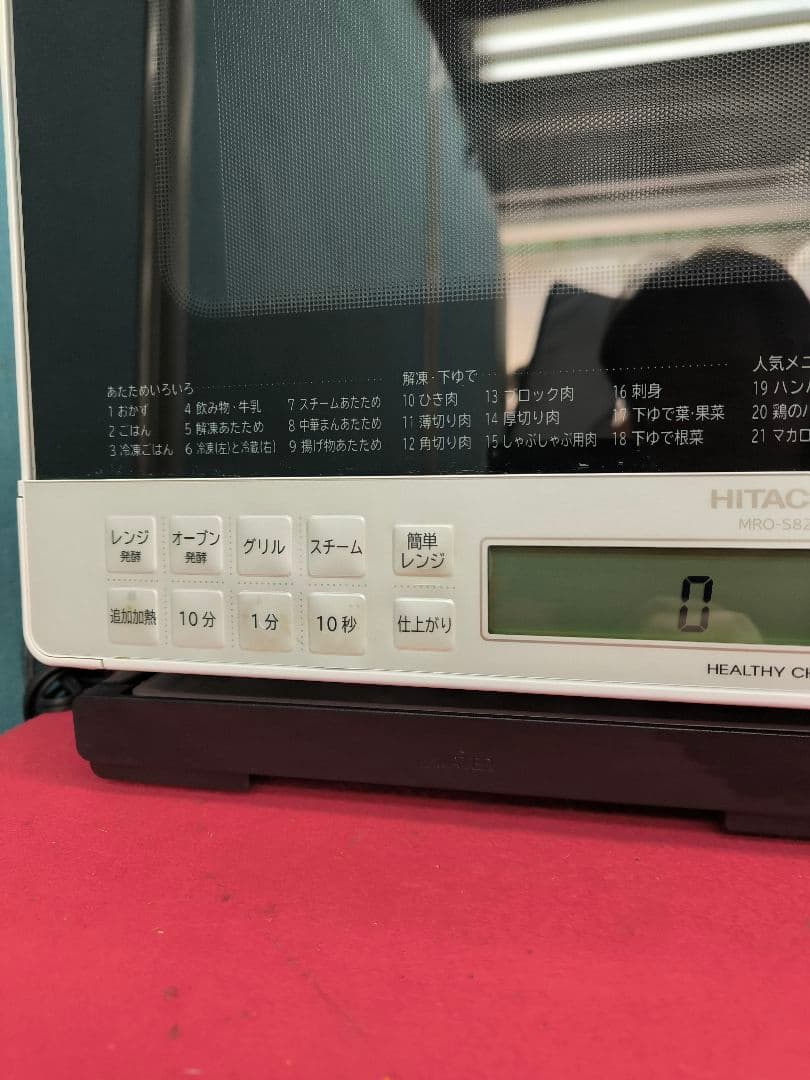 あたためいろいろ
1 おかず 4 飲み物・牛乳 7 スチームあたため
2 ごはん 5 解凍あたため 8 中華まんあたため
3 冷凍ごはん 6 冷凍(左)と冷蔵(右) 9 揚げ物あたため
解凍・下ゆで
10 ひき肉 13 ブロック肉 16 刺身
11 薄切り肉 14 厚切り肉 17 下ゆで葉・果菜
12 角切り肉 15 しゃぶしゃぶ用肉 18 下ゆで根菜
人気メニ
19 ハン
20 鶏の
21 マカロ
HITAC
MRO-S8
レンジ
発酵
オーブン
発酵
グリル
スチーム
簡単
レンジ
追加加熱
10分
1分
10秒
仕上がり
0
HEALTHY CH
WATER